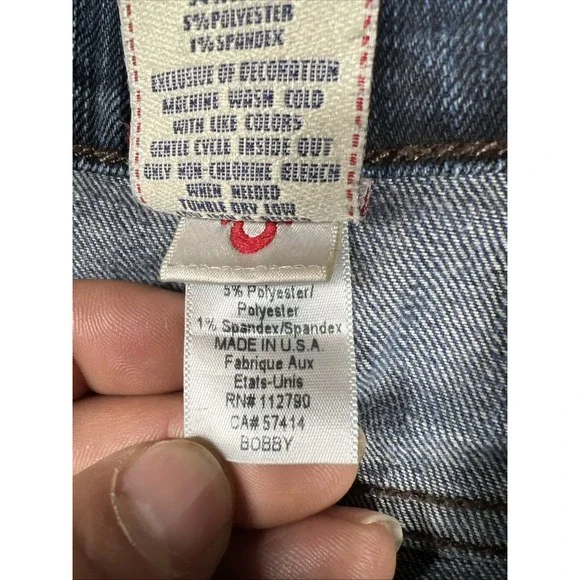 5% POLYESTER
1% SPANDEX
EXCLUSIVE OF DECORATION
MACHINE WASH COLD
WITH LIKE COLORS
GENTLE CYCLE INSIDE OUT
ONLY NON-CHLORINE BLEACH
WHEN NEEDED
TUMBLE DRY LOW
5% Polyester/
Polyester
1% Spandex/Spandex
MADE IN U.S.A
Fabrique Aux
Etats-Unis
RN# 112790
CA# 57414
BOBBY